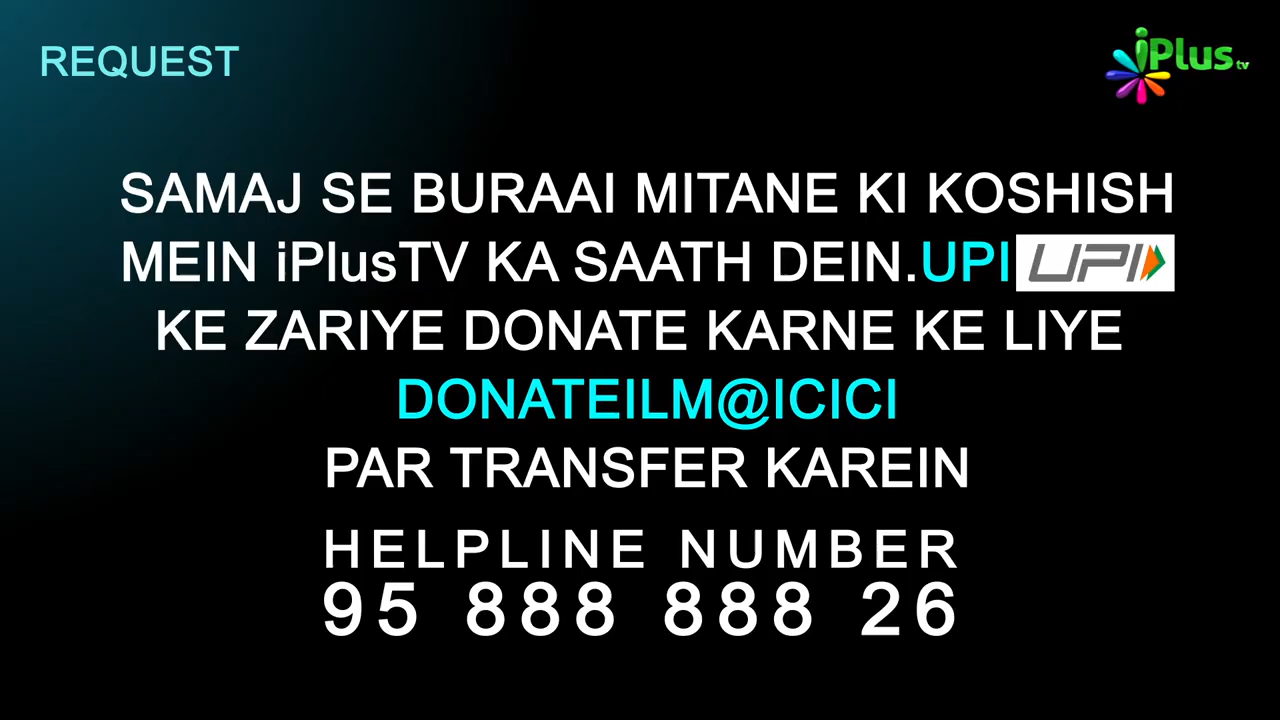 REQUEST
iPlus tv
SAMAJ SE BURAAI MITANE KI KOSHISH
MEIN iPlusTV KA SAATH DEIN.UPI UPI
KE ZARIYE DONATE KARNE KE LIYE
DONATEILM@ICICI
PAR TRANSFER KAREIN
HELPLINE NUMBER
95 888 888 26